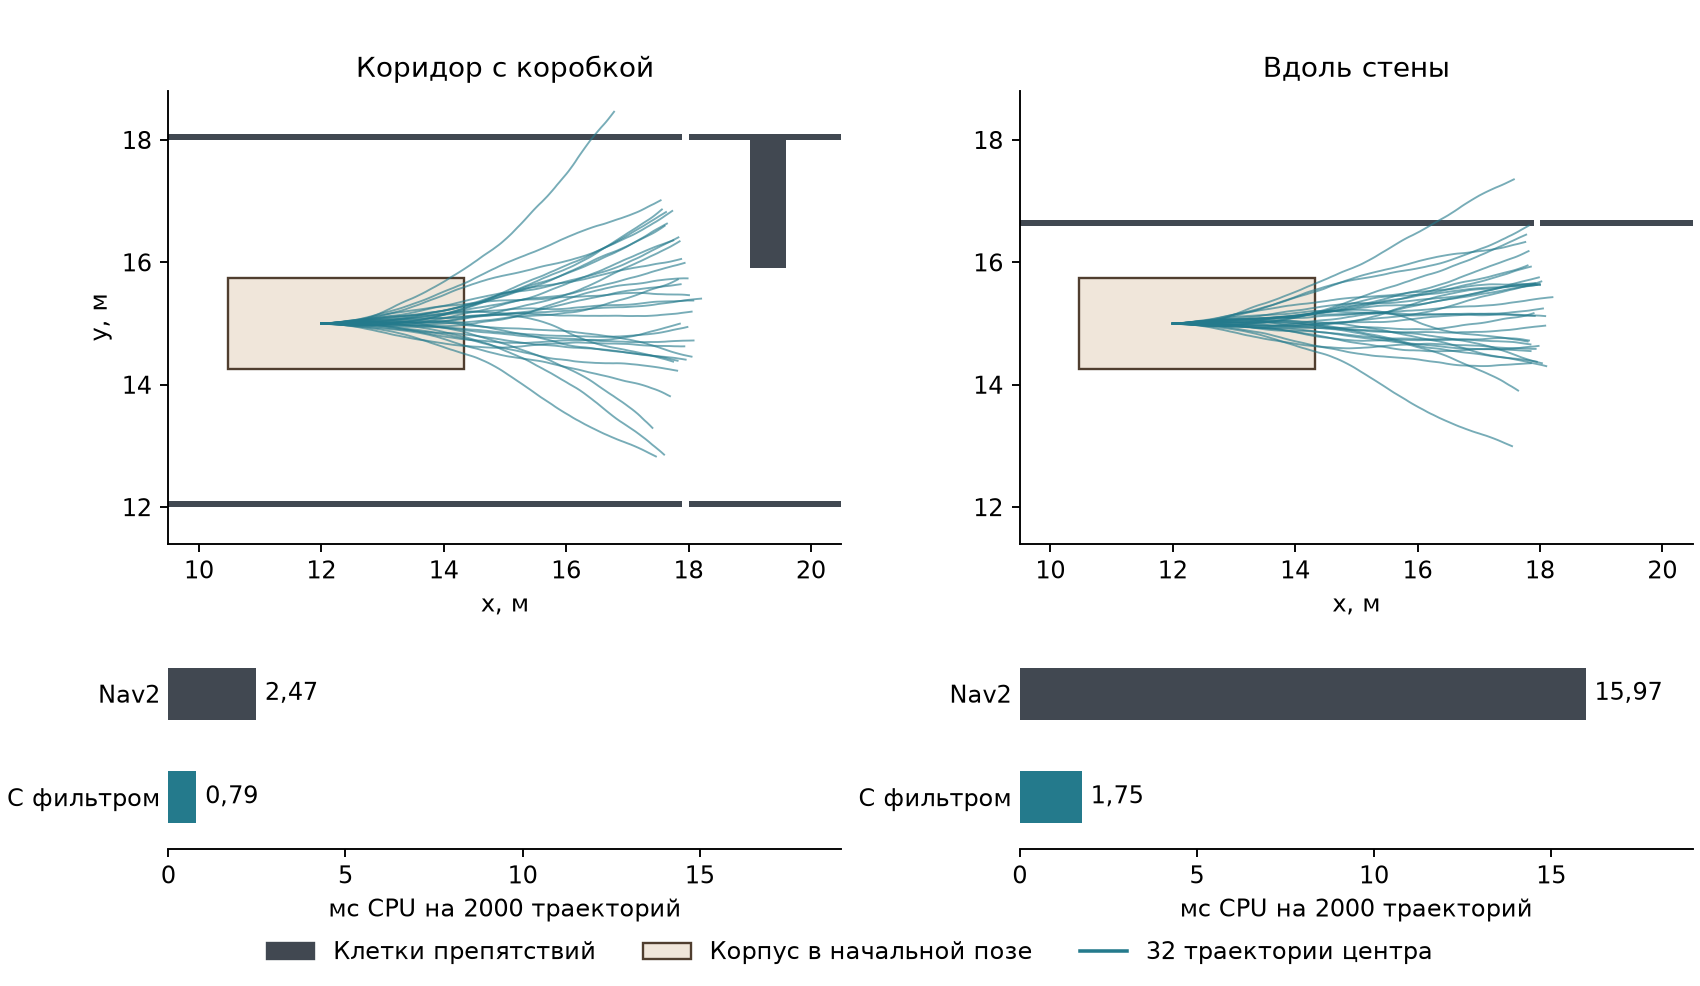 Коридор с коробкой
18
16
14
12
y, м
10 12 14 16 18 20
x, м
Вдоль стены
18
16
14
12
10 12 14 16 18 20
x, м
Nav2 2,47
С фильтром 0,79
0 5 10 15
мс CPU на 2000 траекторий
Nav2 15,97
С фильтром 1,75
0 5 10 15
мс CPU на 2000 траекторий
Клетки препятствий Корпус в начальной позе 32 траектории центра